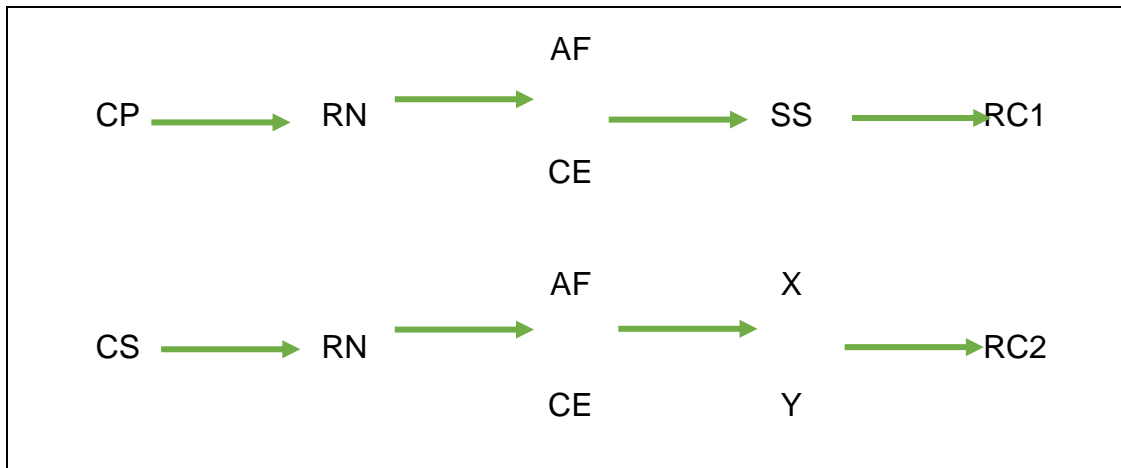 AF
CP RN SS RC1
CE
AF X
CS RN RC2
CE Y